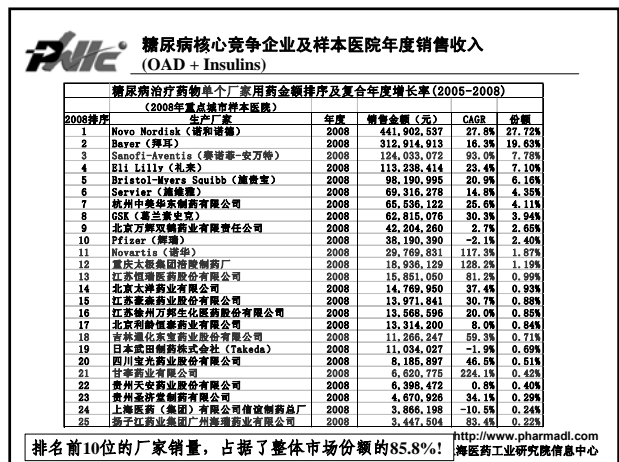 PUIC
糖尿病核心竞争企业及样本医院年度销售收入
(OAD + Insulins)
糖尿病治疗药物单个厂家用药金额排序及复合年度增长率(2005-2008)
（2008年重点城市样本医院）
2008排序 生产厂家 年度 销售金额（元） CAGR 份额
1 Novo Nordisk（诺和诺德） 2008 441,902,537 27.8% 27.72%
2 Bayer（拜耳） 2008 312,914,913 16.3% 19.63%
3 Sanofi-Aventis（赛诺菲-安万特） 2008 124,033,072 93.0% 7.78%
4 Eli Lilly（礼来） 2008 113,238,414 23.4% 7.10%
5 Bristol-Myers Squibb（施贵宝） 2008 98,190,995 20.9% 6.16%
6 Servier（施维雅） 2008 69,316,278 14.8% 4.35%
7 杭州中美华东制药有限公司 2008 65,536,122 25.6% 4.11%
8 GSK（葛兰素史克） 2008 62,815,076 30.3% 3.94%
9 北京万辉双鹤药业有限责任公司 2008 42,204,260 2.7% 2.65%
10 Pfizer（辉瑞） 2008 38,190,390 -2.1% 2.40%
11 Novartis（诺华） 2008 29,769,831 117.3% 1.87%
12 重庆太极集团涪陵制药厂 2008 18,936,129 128.2% 1.19%
13 江苏恒瑞医药股份有限公司 2008 15,851,050 81.2% 0.99%
14 北京太洋药业有限公司 2008 14,769,950 37.4% 0.93%
15 江苏豪森药业股份有限公司 2008 13,971,841 30.7% 0.88%
16 江苏徐州万邦生化医药股份有限公司 2008 13,568,596 20.0% 0.85%
17 北京利龄恒泰药业有限公司 2008 13,314,200 8.0% 0.84%
18 吉林通化东宝药业股份有限公司 2008 11,266,247 59.3% 0.71%
19 日本武田制药株式会社（Takeda） 2008 11,034,027 -1.9% 0.69%
20 四川宝光药业股份有限公司 2008 8,185,897 46.5% 0.51%
21 甘李药业有限公司 2008 6,620,775 224.1% 0.42%
22 贵州天安药业股份有限公司 2008 6,398,472 0.8% 0.40%
23 贵州圣济堂制药有限公司 2008 4,670,926 34.1% 0.29%
24 上海医药（集团）有限公司信谊制药总厂 2008 3,866,198 -10.5% 0.24%
25 扬子江药业集团广州海瑞药业有限公司 2008 3,447,504 83.4% 0.22%
排名前10位的厂家销量，占据了整体市场份额的85.8%!
http://www.pharmadl.com
海医药工业研究院信息中心